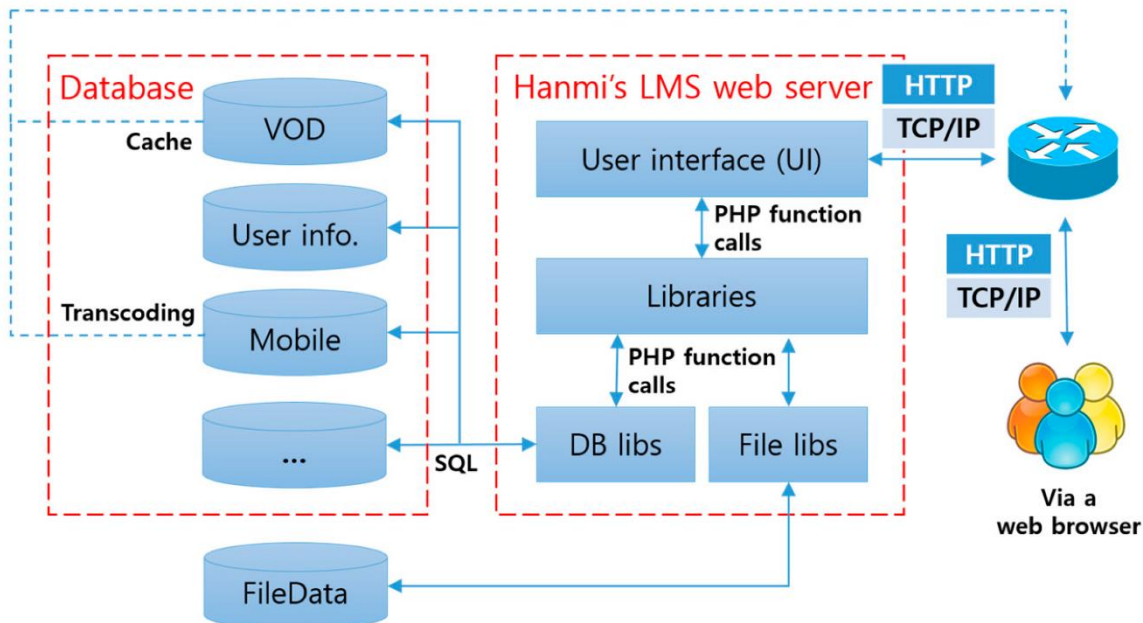 Database
VOD
Cache
User info.
Transcoding
Mobile
...
SQL
FileData
Hanmi's LMS web server
User interface (UI)
PHP function
calls
Libraries
PHP function
calls
DB libs
File libs
HTTP
TCP/IP
HTTP
TCP/IP
Via a
web browser